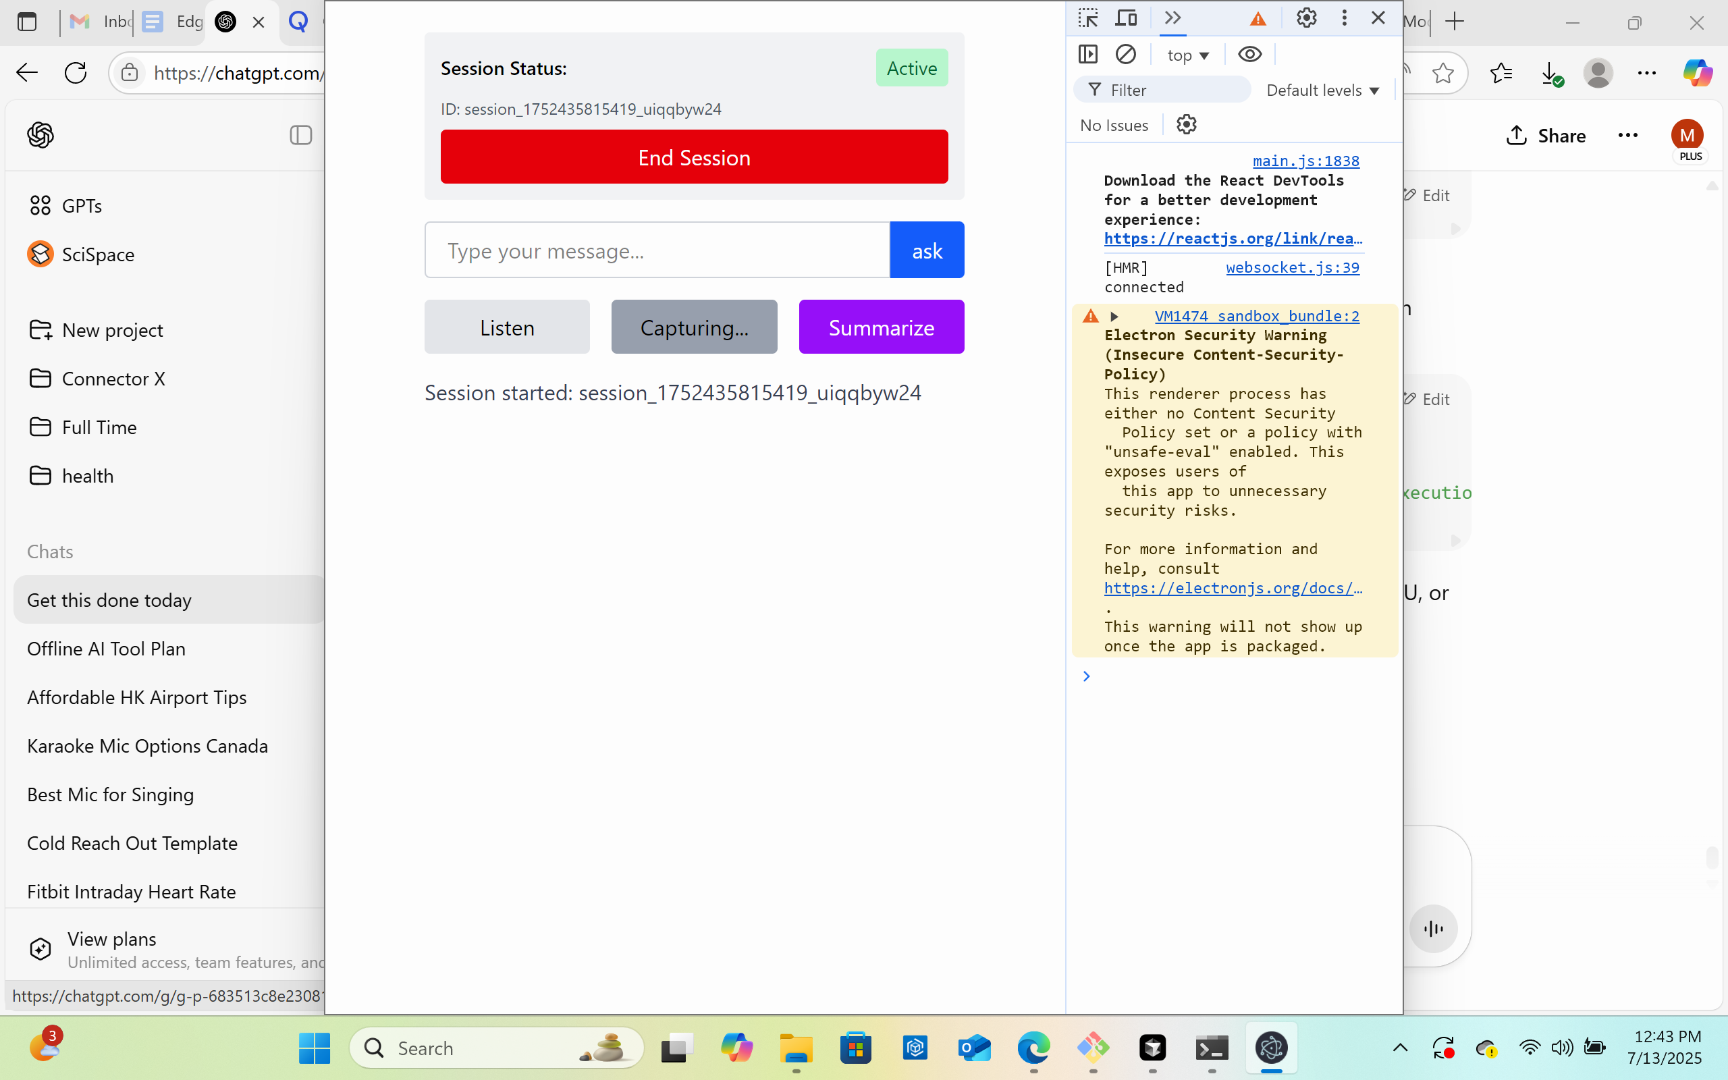 Inb
Edg
Mo
https://chatgpt.com/
GPTs
SciSpace
New project
Connector X
Full Time
health
Chats
Get this done today
Offline AI Tool Plan
Affordable HK Airport Tips
Karaoke Mic Options Canada
Best Mic for Singing
Cold Reach Out Template
Fitbit Intraday Heart Rate
View plans
Unlimited access, team features, and
https://chatgpt.com/g/g-p-683513c8e2308
Session Status:
Active
ID: session_1752435815419_uiqqbyw24
End Session
Type your message...
ask
Listen
Capturing...
Summarize
Session started: session_1752435815419_uiqqbyw24
top
Filter
Default levels
No Issues
main.js:1838
Download the React DevTools
for a better development
experience:
https://reactjs.org/link/rea…
[HMR] websocket.js:39
connected
VM1474 sandbox_bundle:2
Electron Security Warning
(Insecure Content-Security-
Policy)
This renderer process has
either no Content Security
Policy set or a policy with
"unsafe-eval" enabled. This
exposes users of
this app to unnecessary
security risks.
For more information and
help, consult
https://electronjs.org/docs/…
.
This warning will not show up
once the app is packaged.
Share
M
PLUS
Edit
n
Edit
xecutio
U, or
3
Search
12:43 PM
7/13/2025